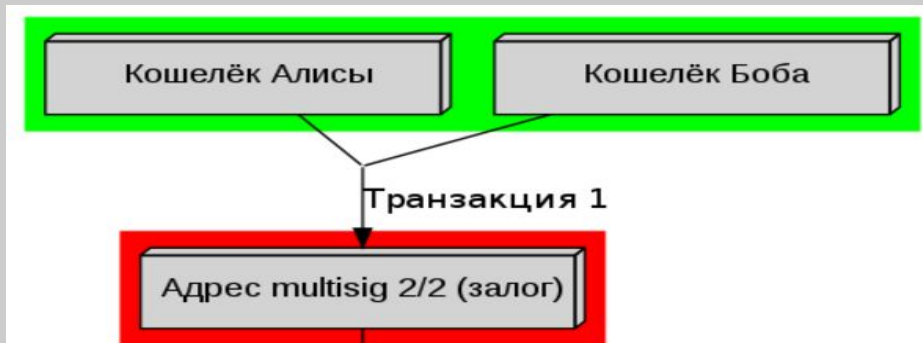 Кошелёк Алисы
Кошелёк Боба
Транзакция 1
Адрес multisig 2/2 (залог)